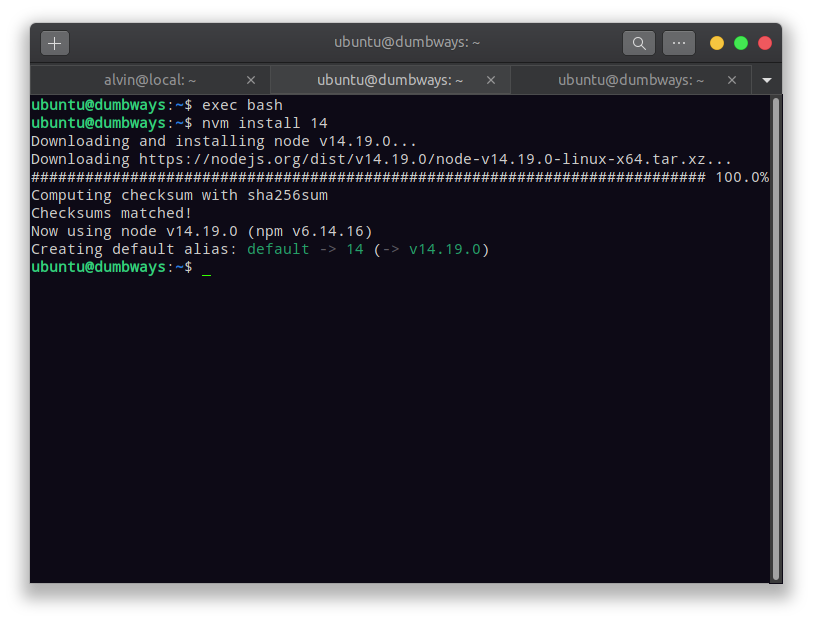 ubuntu@dumbways: ~
alvin@local: ~
ubuntu@dumbways: ~
ubuntu@dumbways: ~
ubuntu@dumbways:~$ exec bash
ubuntu@dumbways:~$ nvm install 14
Downloading and installing node v14.19.0...
Downloading https://nodejs.org/dist/v14.19.0/node-v14.19.0-linux-x64.tar.xz...
########################################################################### 100.0%
Computing checksum with sha256sum
Checksums matched!
Now using node v14.19.0 (npm v6.14.16)
Creating default alias: default -> 14 (-> v14.19.0)
ubuntu@dumbways:~$ _